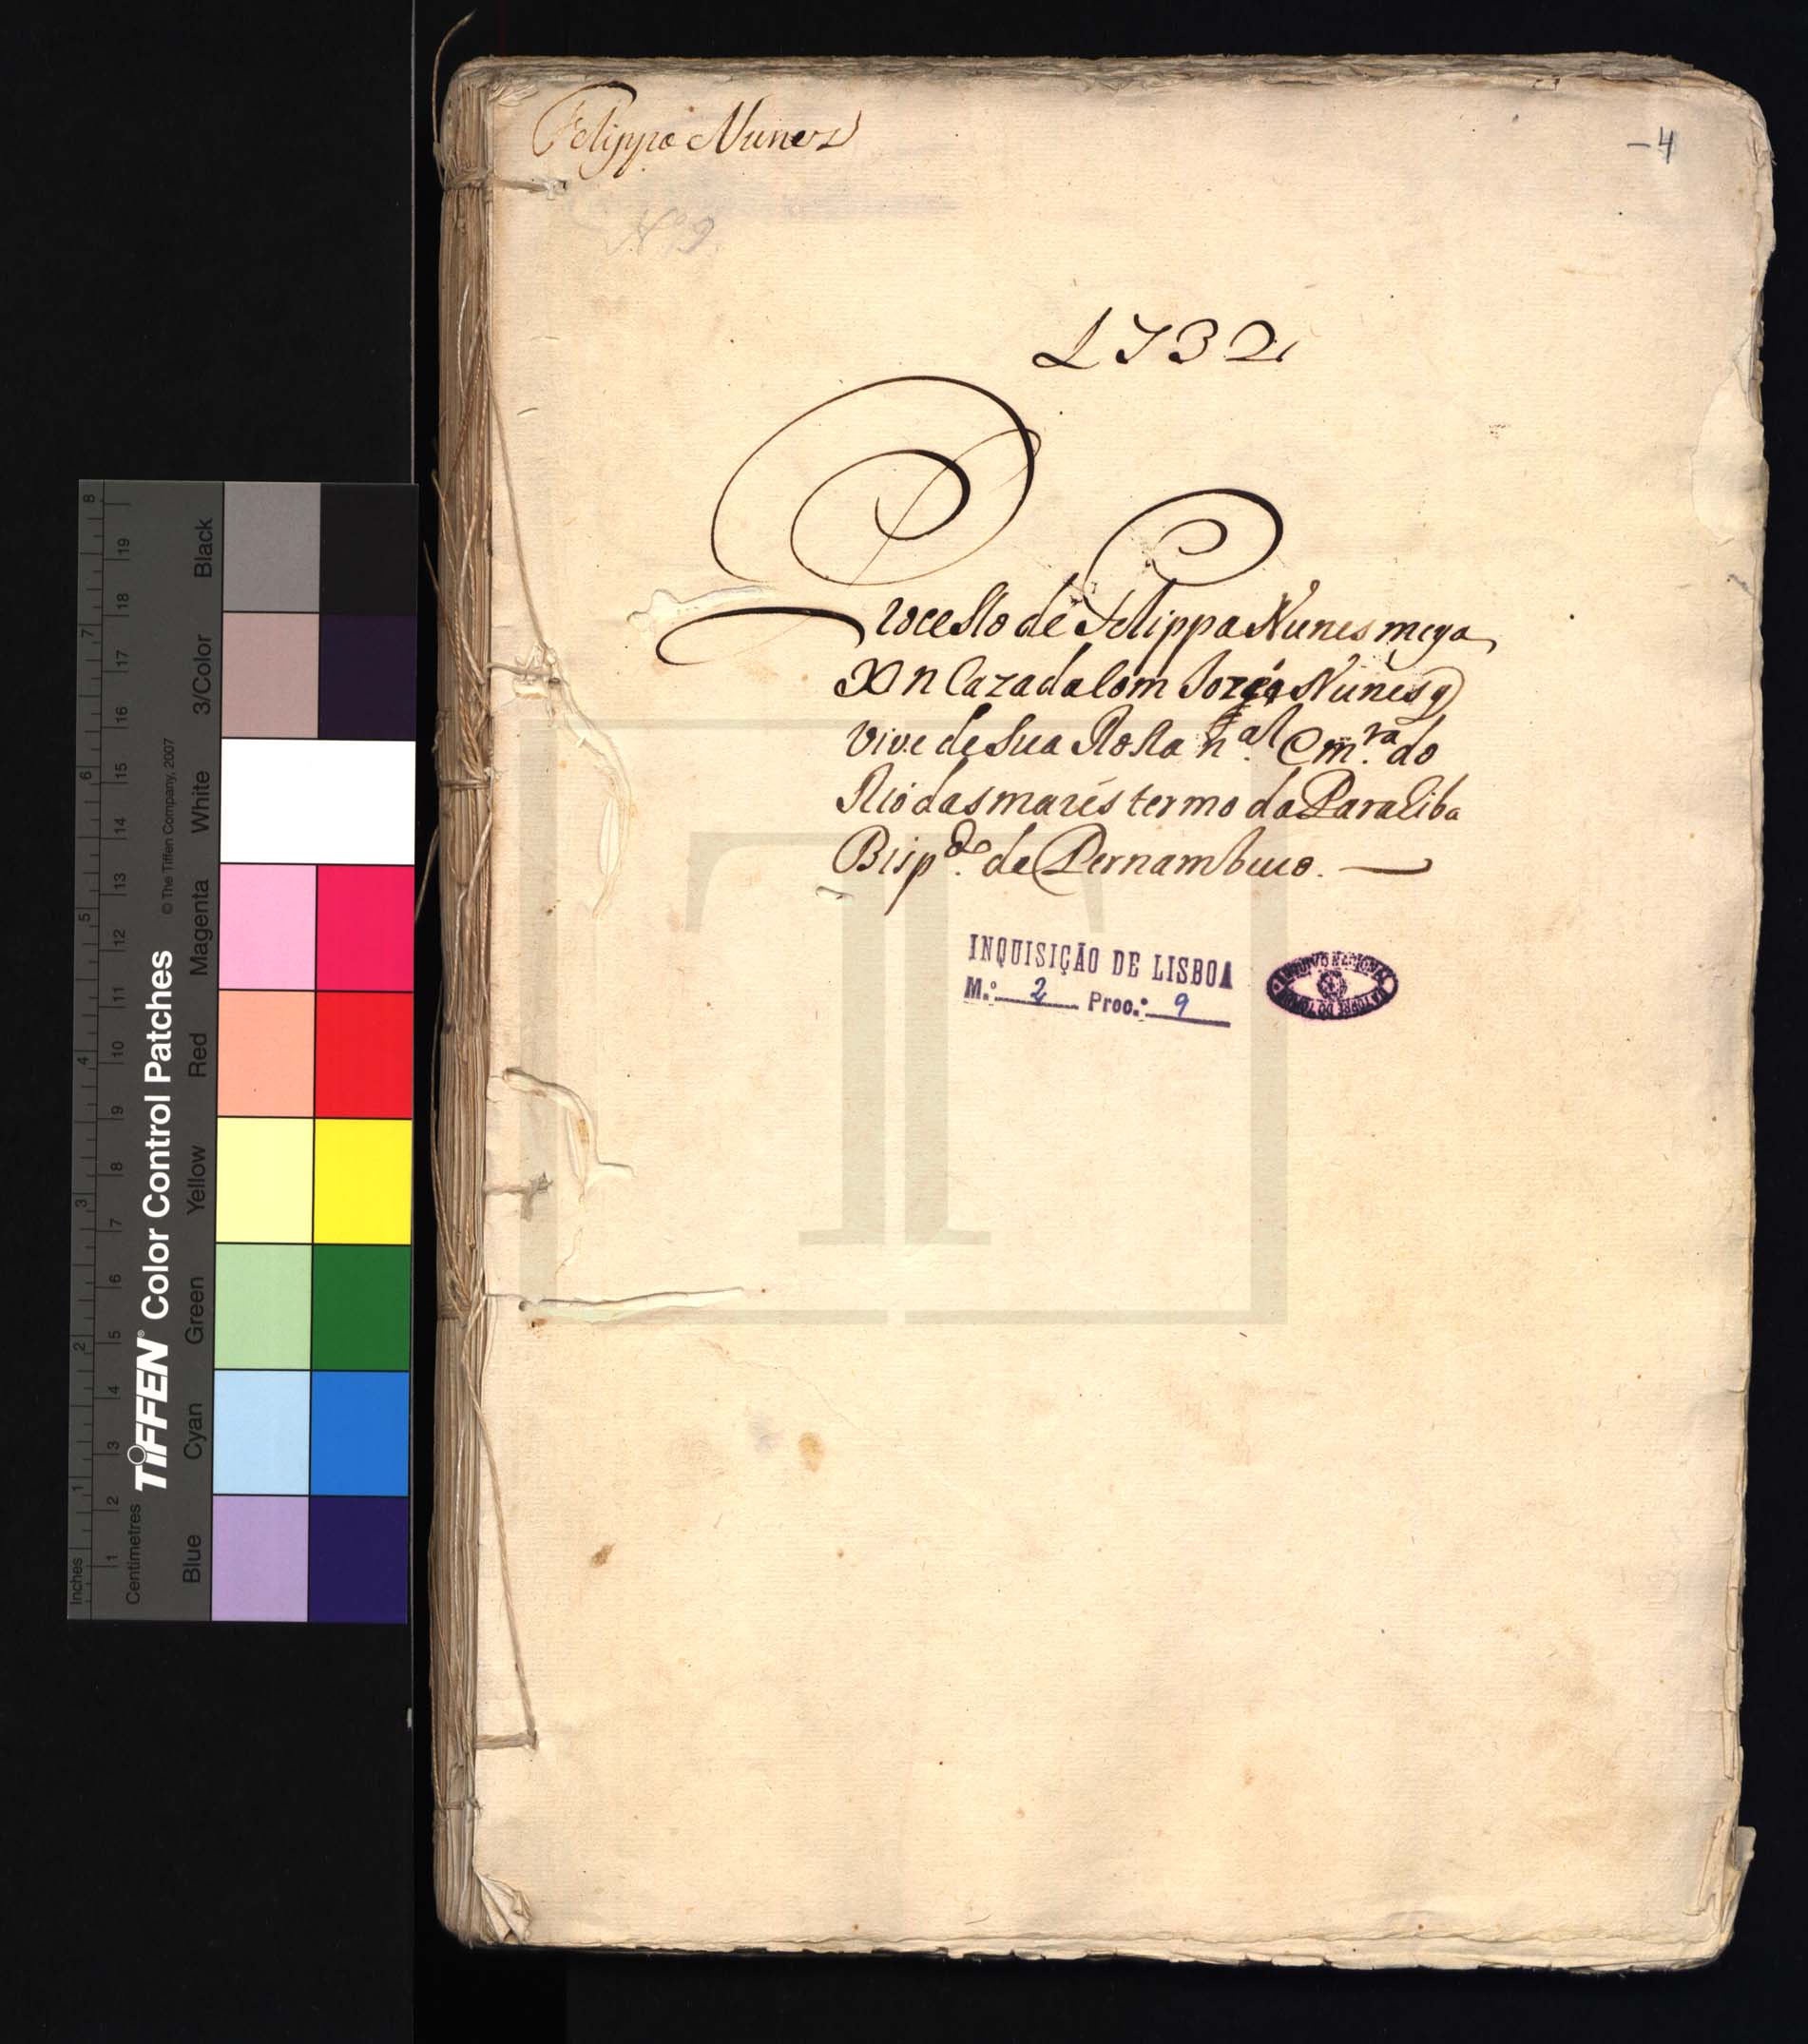 Felippa Nunes
-4
Nº 9
1732
Processo de Felippa Nunes meya
XN Cazada com Jorge Nunes q
vive de sua Rossa n.al e m.ra do
Rio das marés termo da Paraiba
Bisp.do de Pernambuco. —
INQUISIÇÃO DE LISBOA
M.º 2 Proc.º 9
ARQUIVO NACIONAL
DA TORRE DO TOMBO
Inches
1 2 3 4 5 6 7 8
Centimetres
1 2 3 4 5 6 7 8 9 10 11 12 13 14 15 16 17 18 19
TIFFEN® Color Control Patches
© The Tiffen Company, 2007
Blue Cyan Green Yellow Red Magenta White 3/Color Black